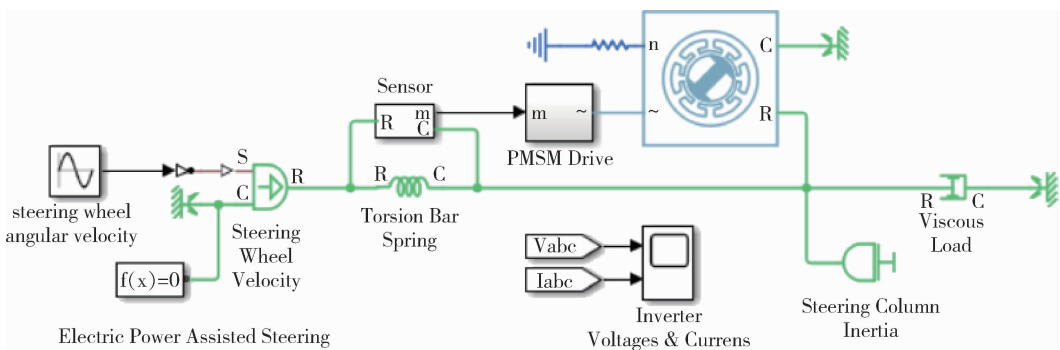 n
C
~
R
Sensor
R
m
C
m
~
PMSM Drive
S
C
R
steering wheel
angular velocity
Steering
Wheel
Velocity
R
C
Torsion Bar
Spring
R
C
Viscous
Load
f(x)=0
Vabc
Iabc
Inverter
Voltages & Currens
Steering Column
Inertia
Electric Power Assisted Steering